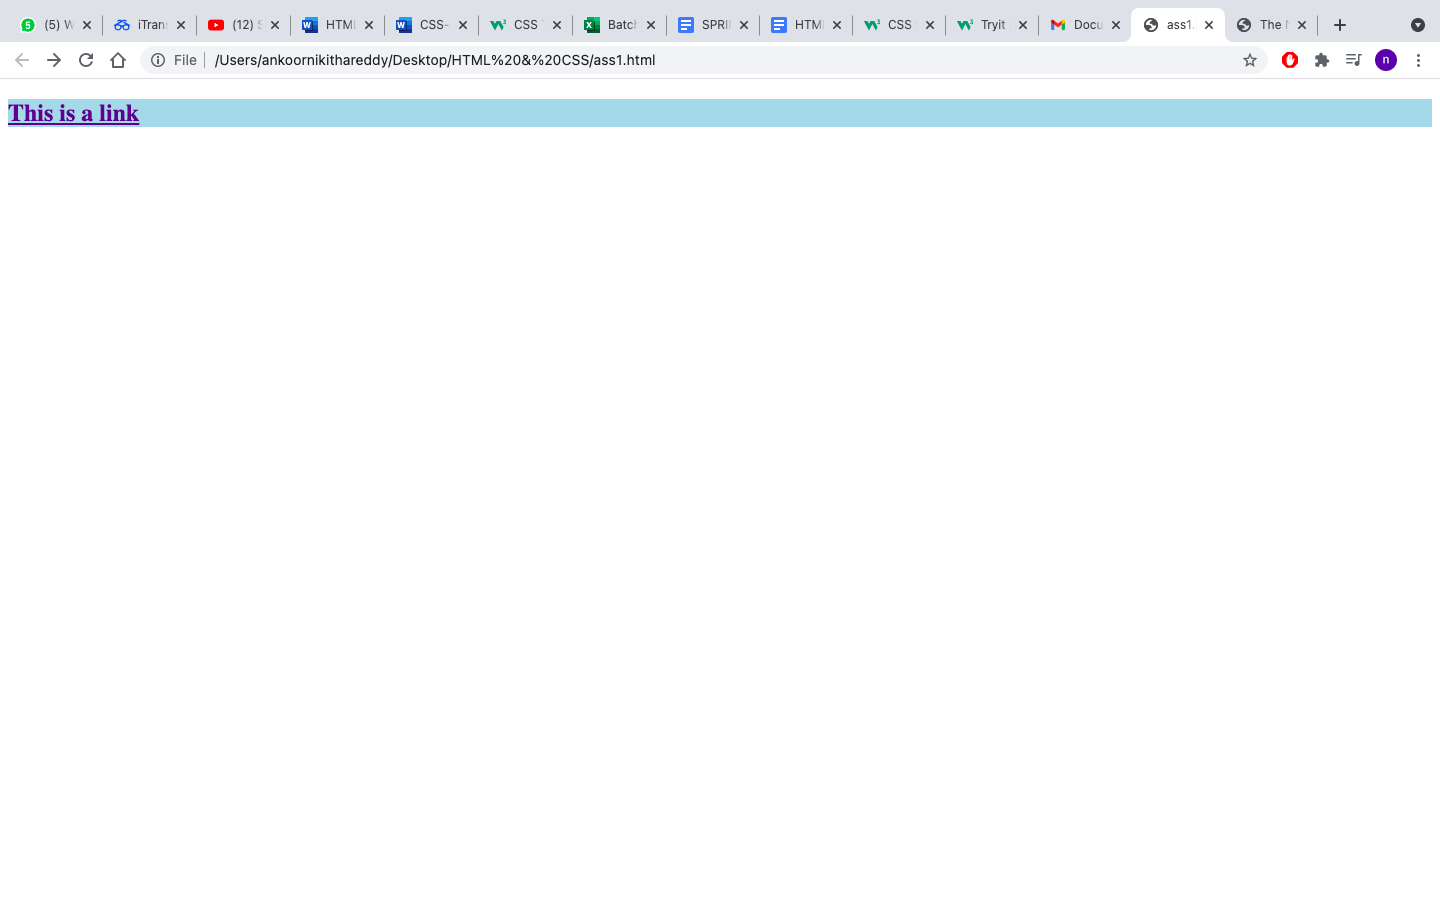 (5) W iTran (12) S HTM CSS- CSS Batch SPRI HTM CSS Tryit Docu ass1. The
File /Users/ankoornikithareddy/Desktop/HTML%20&%20CSS/ass1.html n
This is a link